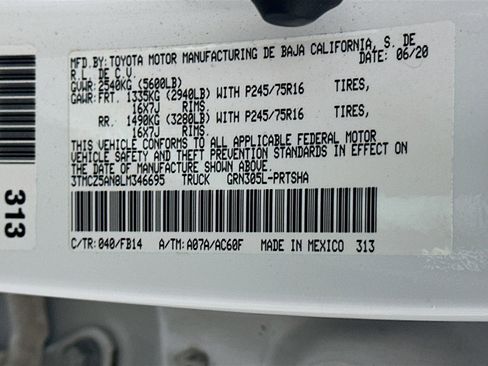 MFD.BY: TOYOTA MOTOR MANUFACTURING DE BAJA CALIFORNIA, S. DE
R.L. DE C.V. DATE: 06/20
GVWR: 2540KG (5600LB)
GAWR: FRT. 1335KG (2940LB) WITH P245/75R16 TIRES,
16X7J RIMS.
RR. 1490KG (3280LB) WITH P245/75R16 TIRES,
16X7J RIMS.
THIS VEHICLE CONFORMS TO ALL APPLICABLE FEDERAL MOTOR
VEHICLE SAFETY AND THEFT PREVENTION STANDARDS IN EFFECT ON
THE DATE OF MANUFACTURE SHOWN ABOVE.
3TMCZ5AN8LM346695 TRUCK GRN305L-PRTSHA
C/TR: 040/FB14 A/TM: A07A/AC60F MADE IN MEXICO 313
313